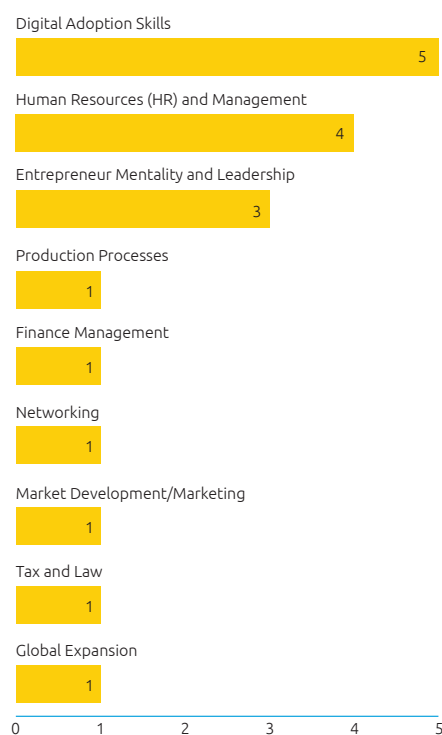 Digital Adoption Skills
5
Human Resources (HR) and Management
4
Entrepreneur Mentality and Leadership
3
Production Processes
1
Finance Management
1
Networking
1
Market Development/Marketing
1
Tax and Law
1
Global Expansion
1
0 1 2 3 4 5